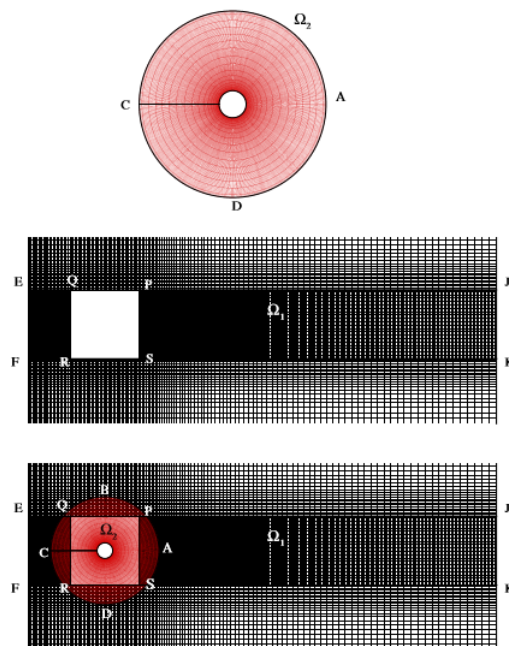 Ω₂
C A
D
E Q P J
Ω₁
F R S K
E Q B P J
Ω₂ Ω₁
C A
F R S K
D